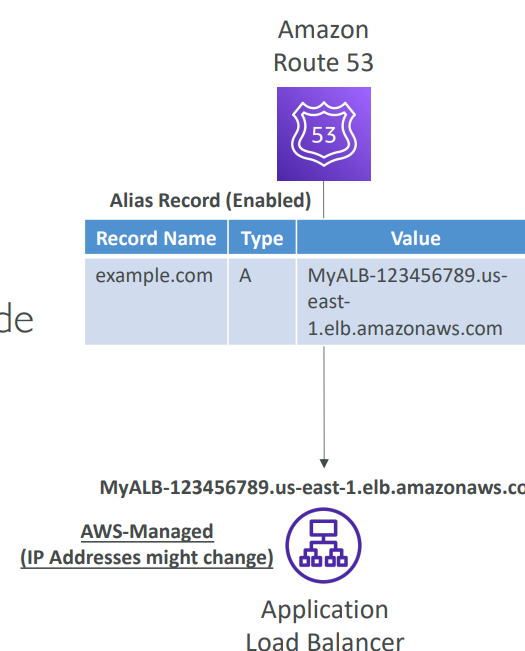 Amazon
Route 53
53
Alias Record (Enabled)
Record Name Type Value
example.com A MyALB-123456789.us-
east-
1.elb.amazonaws.com
de
MyALB-123456789.us-east-1.elb.amazonaws.co
AWS-Managed
(IP Addresses might change)
Application
Load Balancer